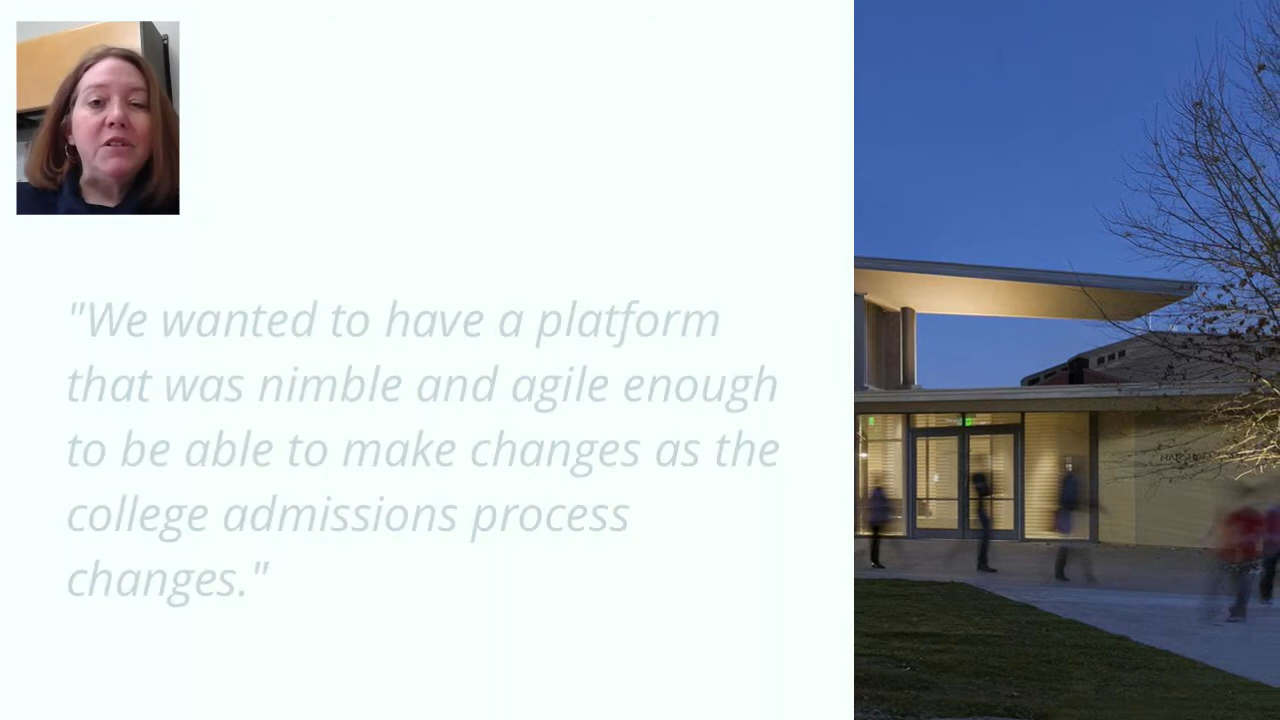 "We wanted to have a platform
that was nimble and agile enough
to be able to make changes as the
college admissions process
changes."